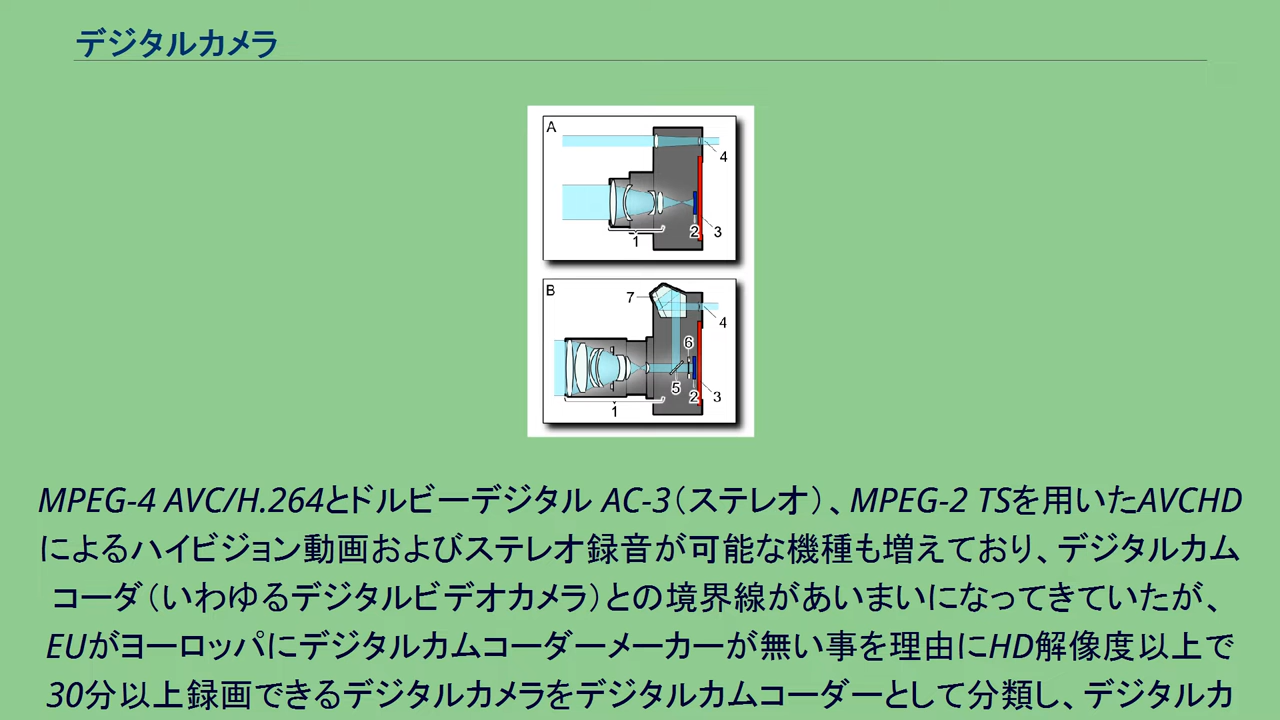 デジタルカメラ
A
4
2 3
1
B
7
4
6
5 2 3
1
MPEG-4 AVC/H.264とドルビーデジタル AC-3（ステレオ）、MPEG-2 TSを用いたAVCHD
によるハイビジョン動画およびステレオ録音が可能な機種も増えており、デジタルカム
コーダ（いわゆるデジタルビデオカメラ）との境界線があいまいになってきていたが、
EUがヨーロッパにデジタルカムコーダーメーカーが無い事を理由にHD解像度以上で
30分以上録画できるデジタルカメラをデジタルカムコーダーとして分類し、デジタルカ